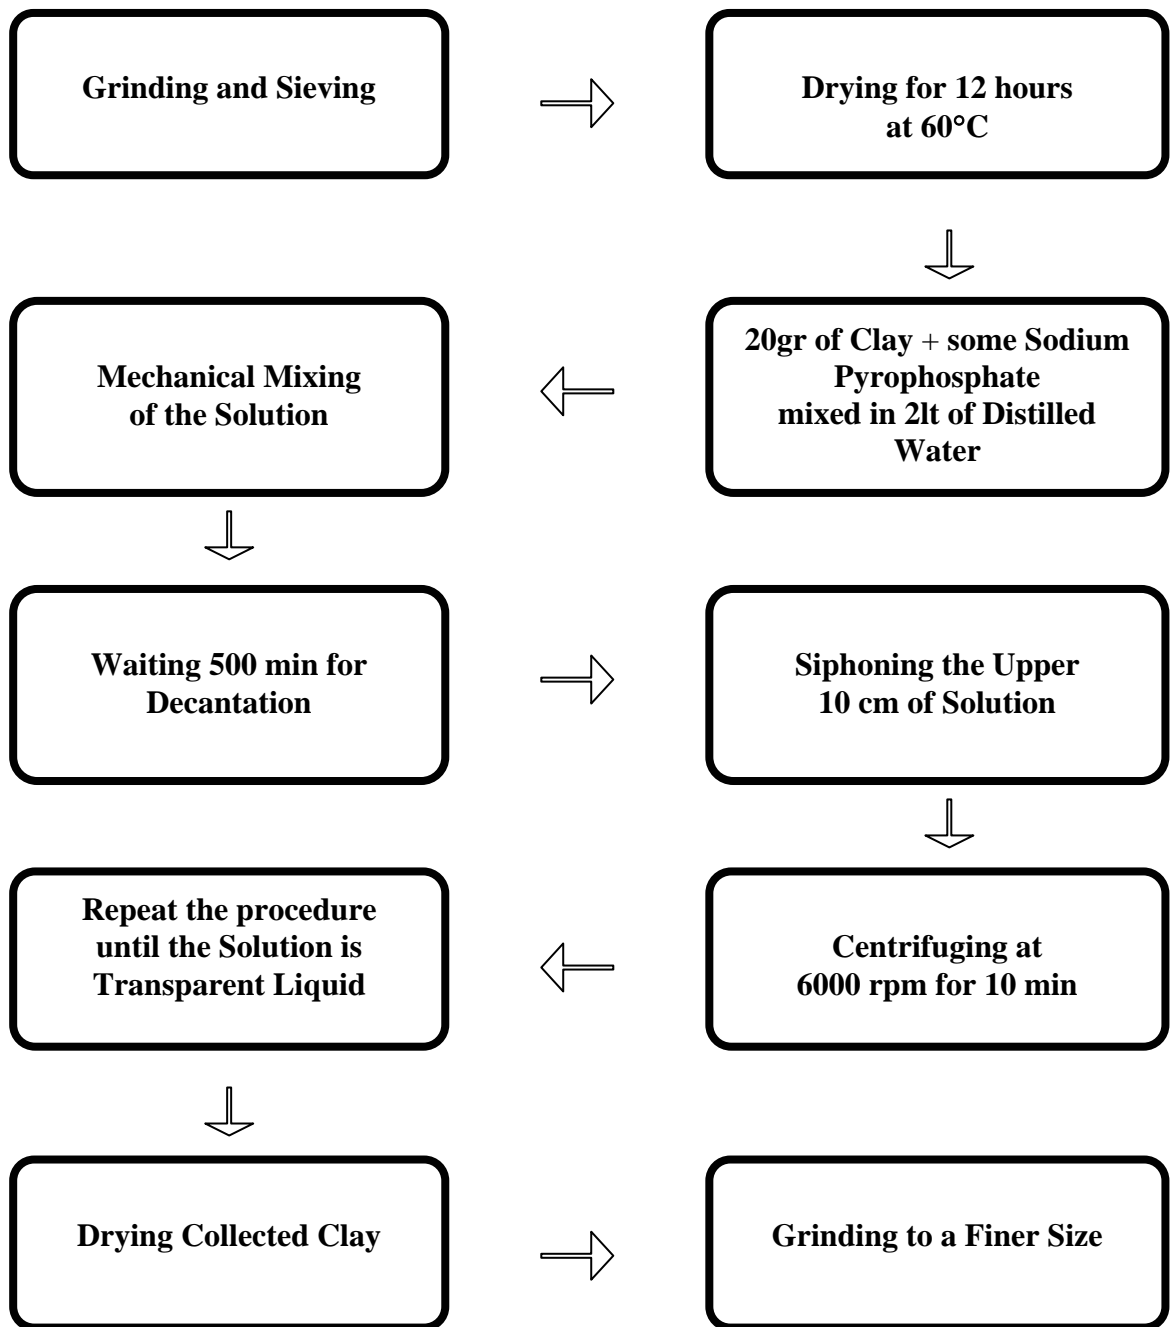 Grinding and Sieving
Drying for 12 hours
at 60°C
20gr of Clay + some Sodium
Pyrophosphate
mixed in 2lt of Distilled
Water
Mechanical Mixing
of the Solution
Waiting 500 min for
Decantation
Siphoning the Upper
10 cm of Solution
Centrifuging at
6000 rpm for 10 min
Repeat the procedure
until the Solution is
Transparent Liquid
Drying Collected Clay
Grinding to a Finer Size